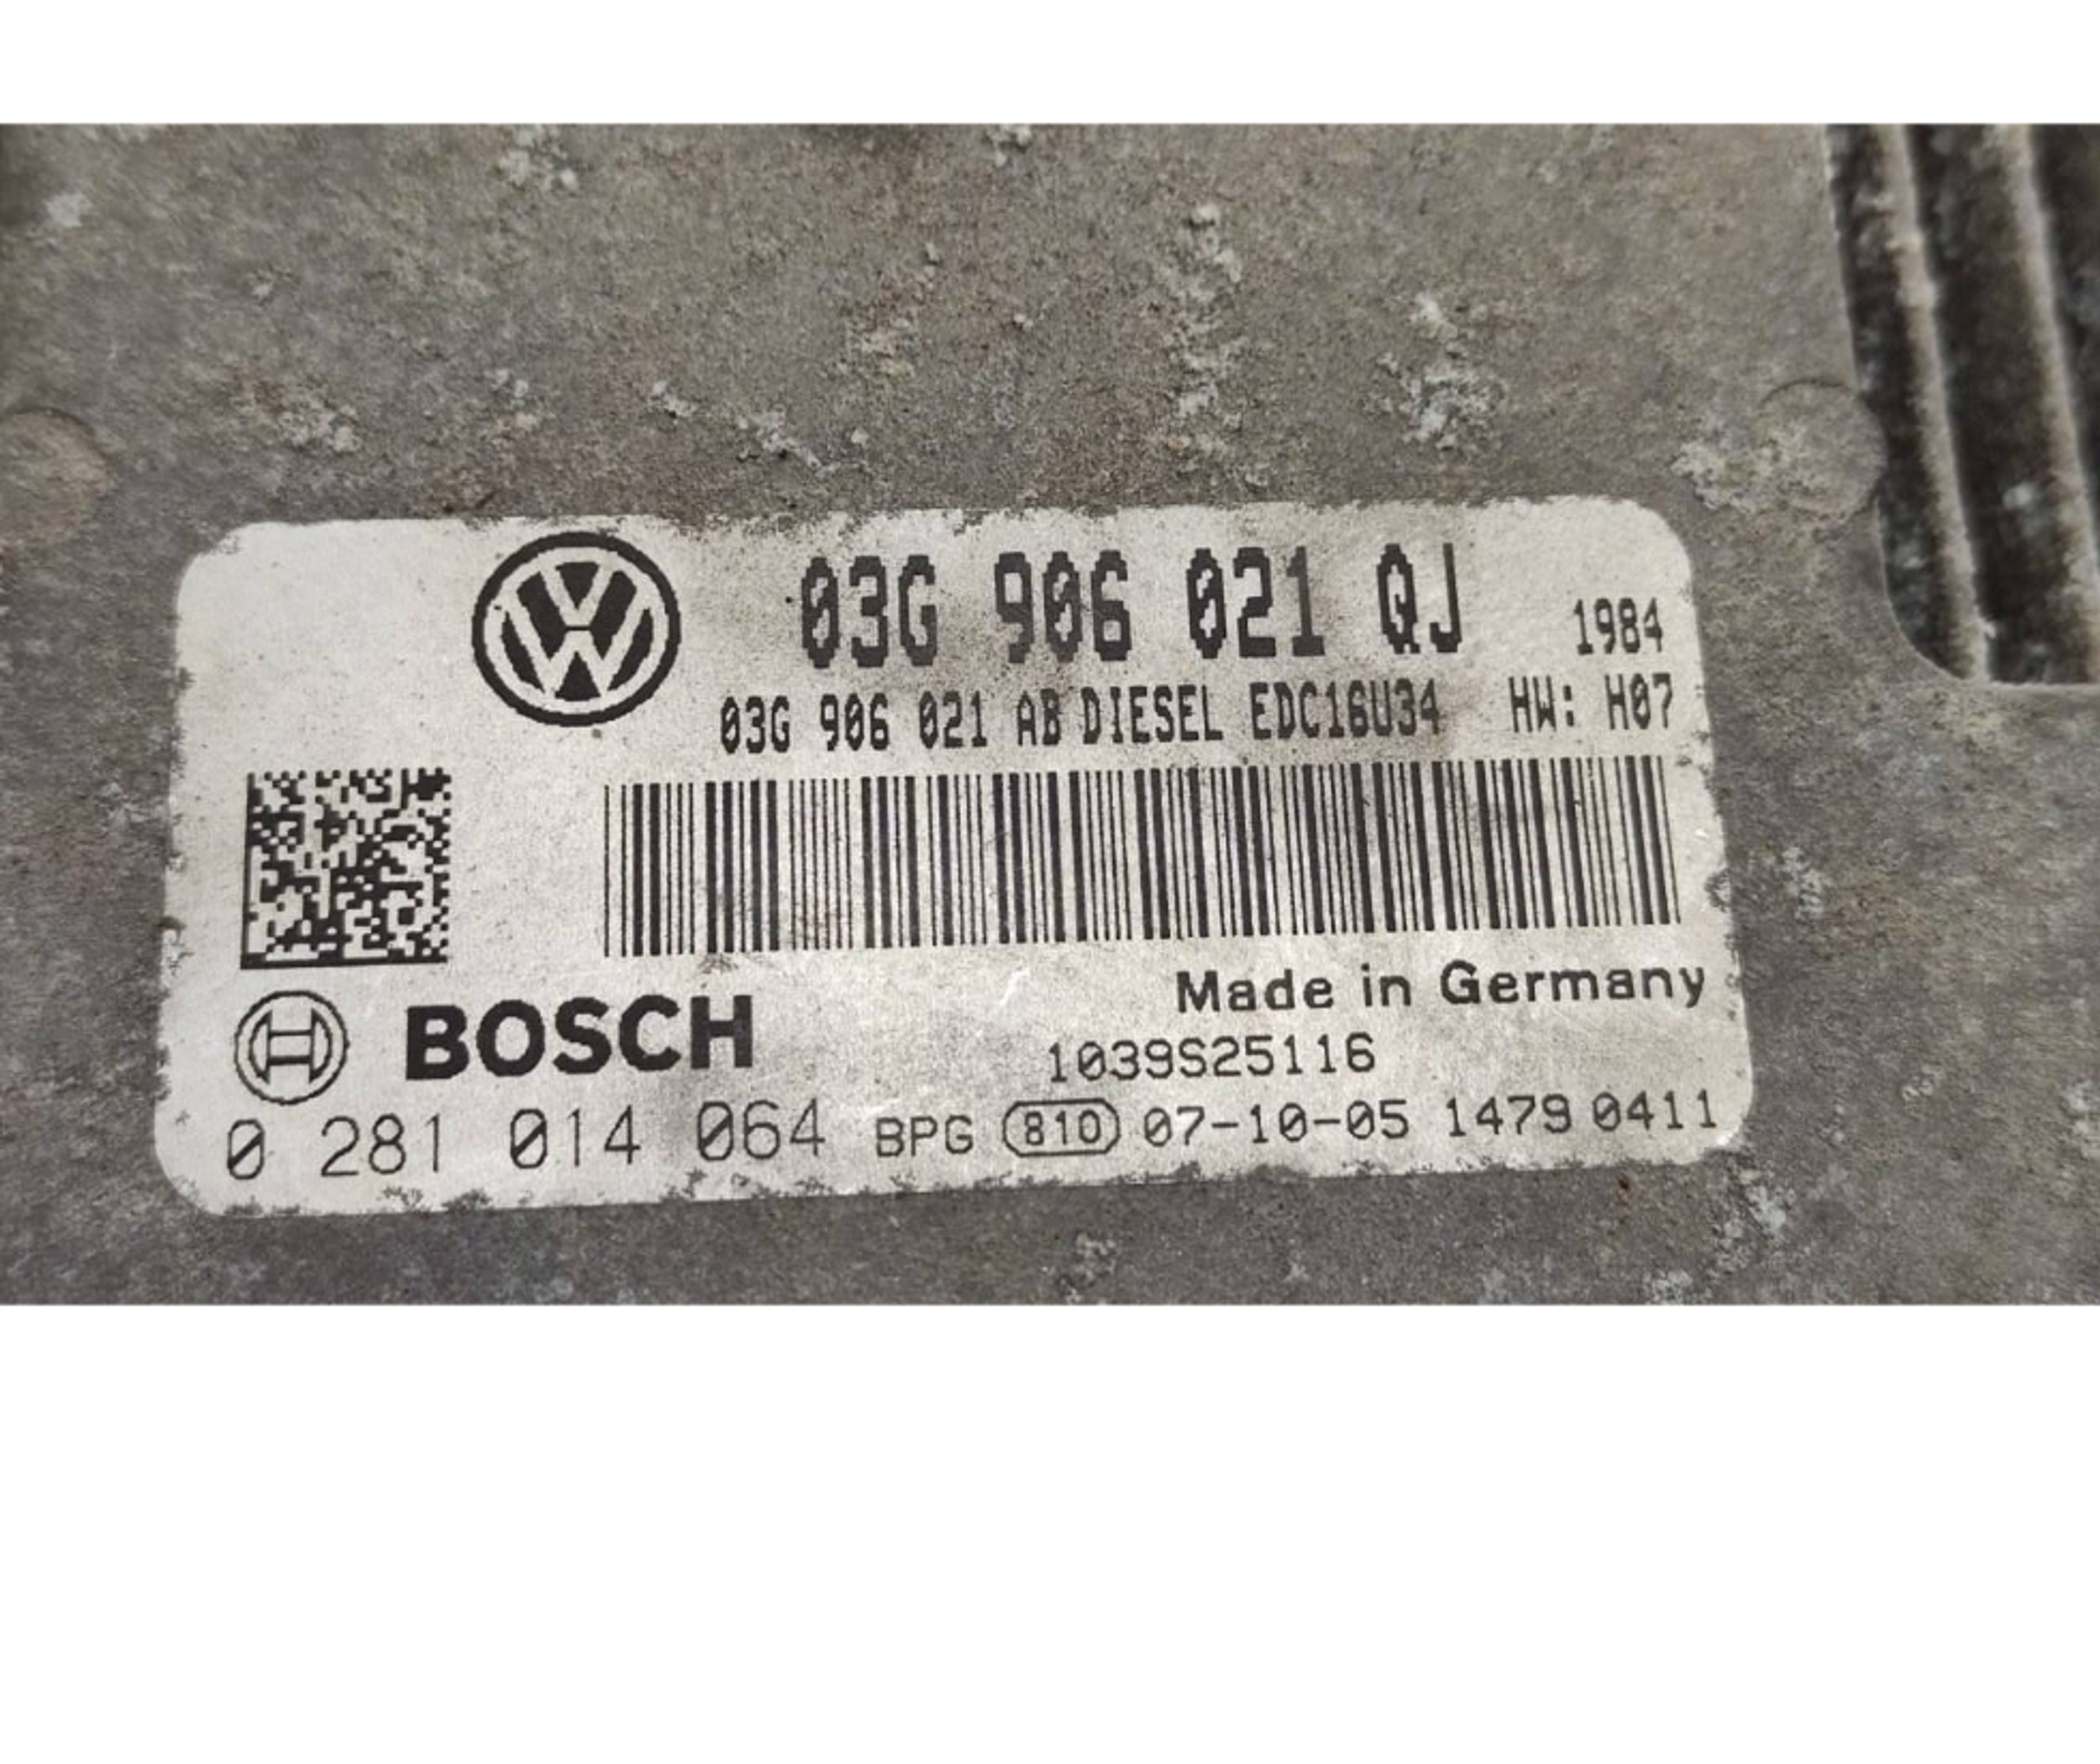 03G 906 021 QJ 1984
03G 906 021 AB DIESEL EDC16U34 HW: H07
Made in Germany
BOSCH 1039S25116
0 281 014 064 BPG 810 07-10-05 1479 0411